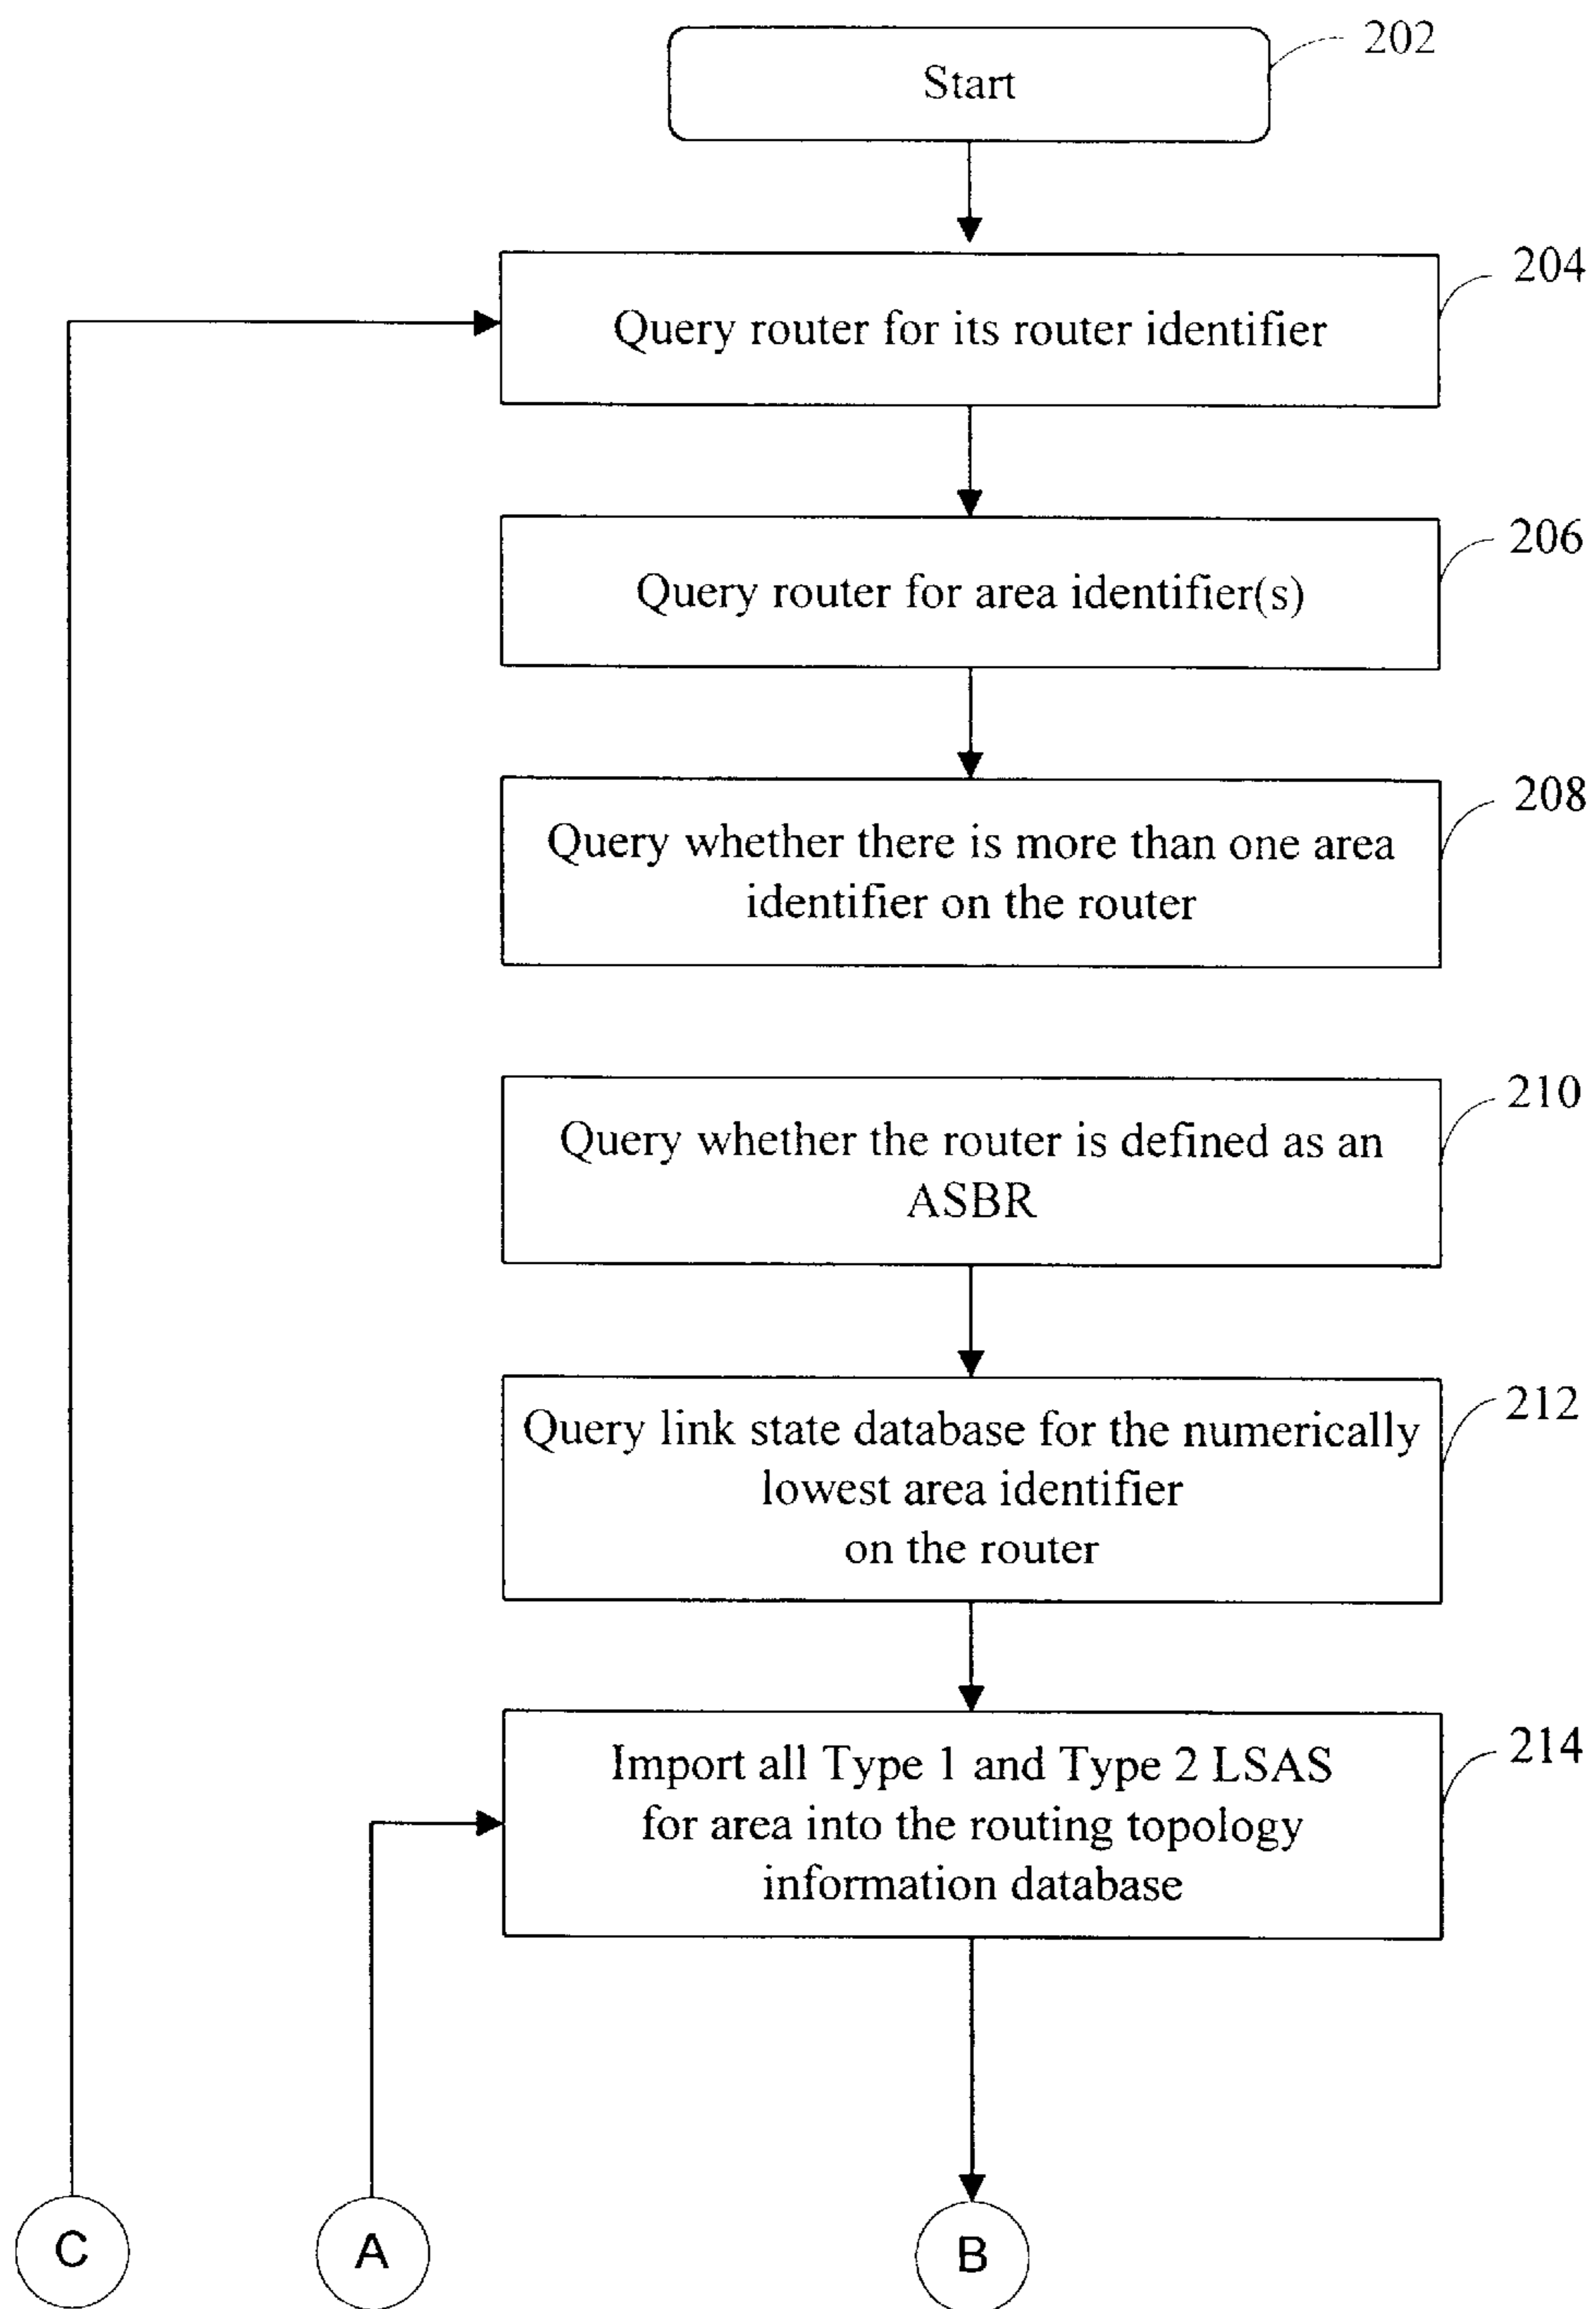 202
Start
204
Query router for its router identifier
206
Query router for area identifier(s)
208
Query whether there is more than one area
identifier on the router
210
Query whether the router is defined as an
ASBR
212
Query link state database for the numerically
lowest area identifier
on the router
214
Import all Type 1 and Type 2 LSAS
for area into the routing topology
information database
C
A
B